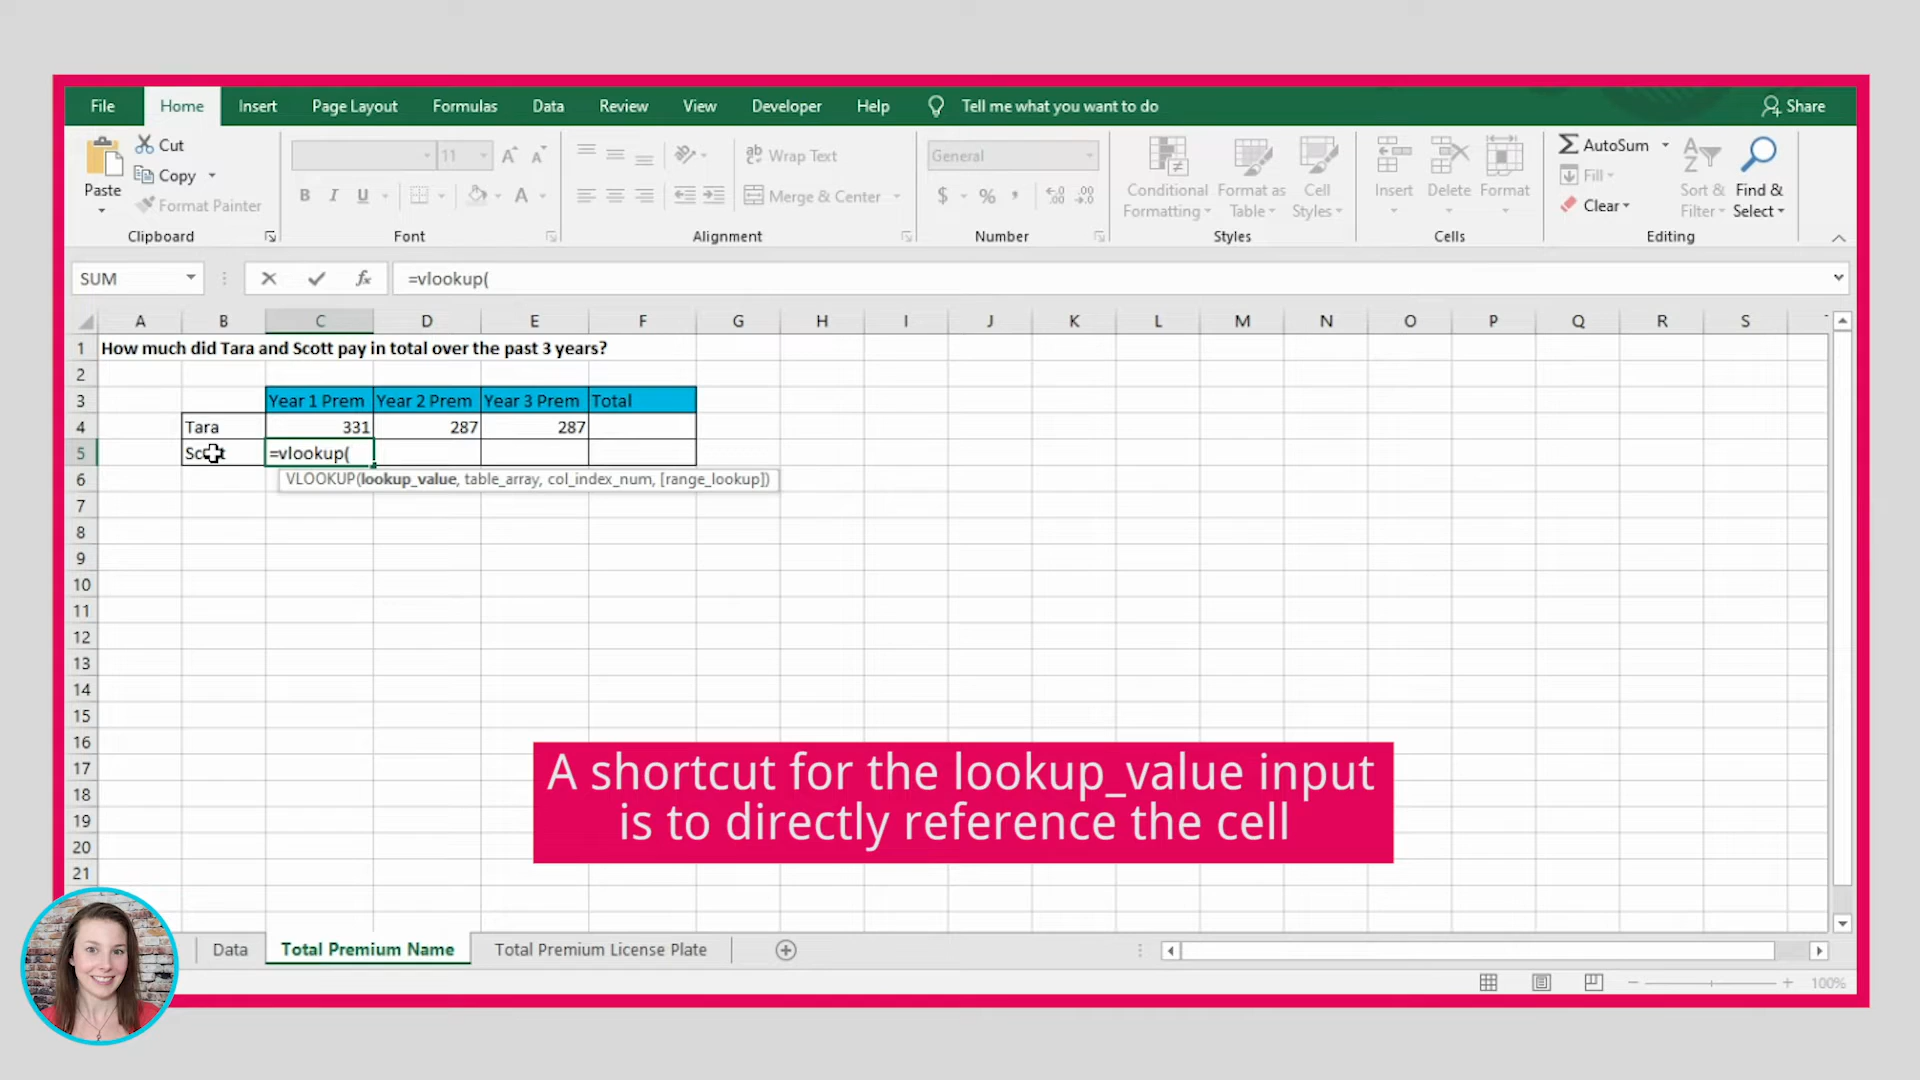 File Home Insert Page Layout Formulas Data Review View Developer Help Tell me what you want to do Share
Paste
Cut
Copy
Format Painter
Clipboard
11
B I U
Font
Wrap Text
Merge & Center
Alignment
General
$ % ,
Number
Conditional Formatting
Format as Table
Cell Styles
Styles
Insert Delete Format
Cells
AutoSum
Fill
Clear
Sort & Filter
Find & Select
Editing
SUM fx =vlookup(
A B C D E F G H I J K L M N O P Q R S
1 How much did Tara and Scott pay in total over the past 3 years?
2
3 Year 1 Prem Year 2 Prem Year 3 Prem Total
4 Tara 331 287 287
5 Scott =vlookup(
6 VLOOKUP(lookup_value, table_array, col_index_num, [range_lookup])
7
8
9
10
11
12
13
14
15
16
17
18
19
20
21
A shortcut for the lookup_value input
is to directly reference the cell
Data Total Premium Name Total Premium License Plate
100%